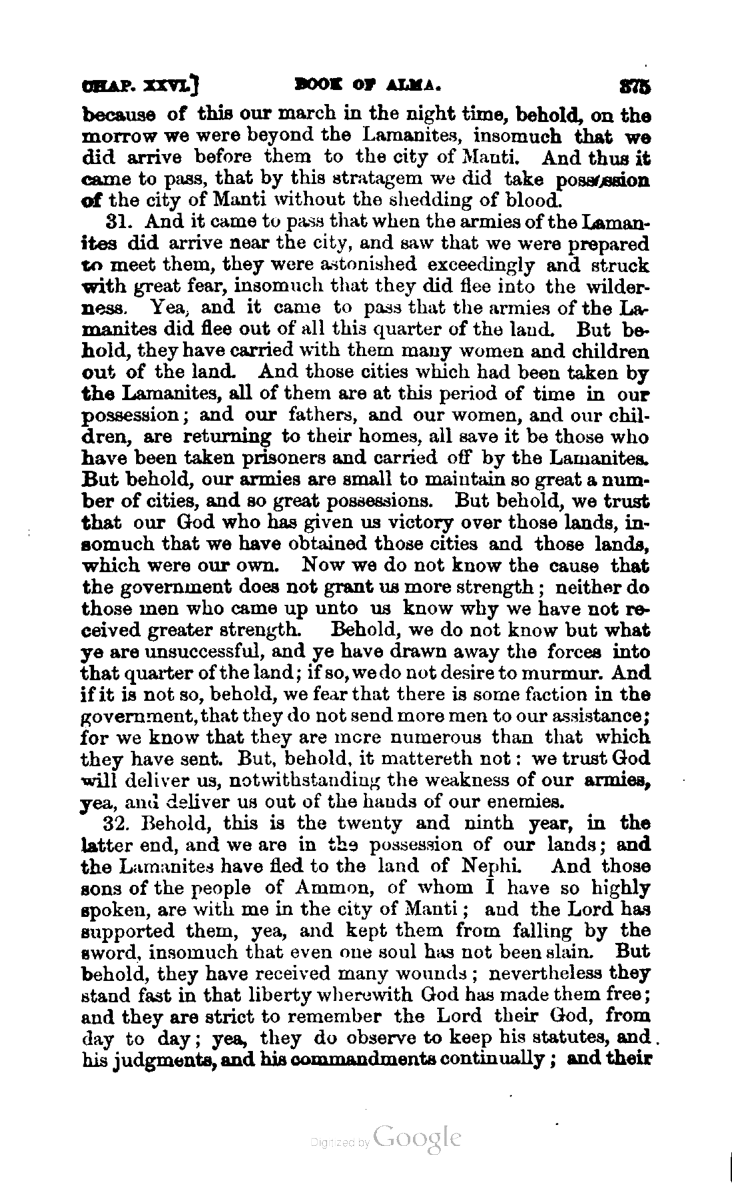 CHAP. XXVI.] BOOK OF ALMA. 375
because of this our march in the night time, behold, on the
morrow we were beyond the Lamanites, insomuch that we
did arrive before them to the city of Manti. And thus it
came to pass, that by this stratagem we did take possession
of the city of Manti without the shedding of blood.
31. And it came to pass that when the armies of the Laman-
ites did arrive near the city, and saw that we were prepared
to meet them, they were astonished exceedingly and struck
with great fear, insomuch that they did flee into the wilder-
ness. Yea, and it came to pass that the armies of the La-
manites did flee out of all this quarter of the land. But be-
hold, they have carried with them many women and children
out of the land. And those cities which had been taken by
the Lamanites, all of them are at this period of time in our
possession; and our fathers, and our women, and our chil-
dren, are returning to their homes, all save it be those who
have been taken prisoners and carried off by the Lamanites.
But behold, our armies are small to maintain so great a num-
ber of cities, and so great possessions. But behold, we trust
that our God who has given us victory over those lands, in-
somuch that we have obtained those cities and those lands,
which were our own. Now we do not know the cause that
the government does not grant us more strength; neither do
those men who came up unto us know why we have not re-
ceived greater strength. Behold, we do not know but what
ye are unsuccessful, and ye have drawn away the forces into
that quarter of the land; if so, we do not desire to murmur. And
if it is not so, behold, we fear that there is some faction in the
government, that they do not send more men to our assistance;
for we know that they are more numerous than that which
they have sent. But, behold, it mattereth not: we trust God
will deliver us, notwithstanding the weakness of our armies,
yea, and deliver us out of the hands of our enemies.
32. Behold, this is the twenty and ninth year, in the
latter end, and we are in the possession of our lands; and
the Lamanites have fled to the land of Nephi. And those
sons of the people of Ammon, of whom I have so highly
spoken, are with me in the city of Manti; and the Lord has
supported them, yea, and kept them from falling by the
sword, insomuch that even one soul has not been slain. But
behold, they have received many wounds; nevertheless they
stand fast in that liberty wherewith God has made them free;
and they are strict to remember the Lord their God, from
day to day; yea, they do observe to keep his statutes, and
his judgments, and his commandments continually; and their
Digitized by Google